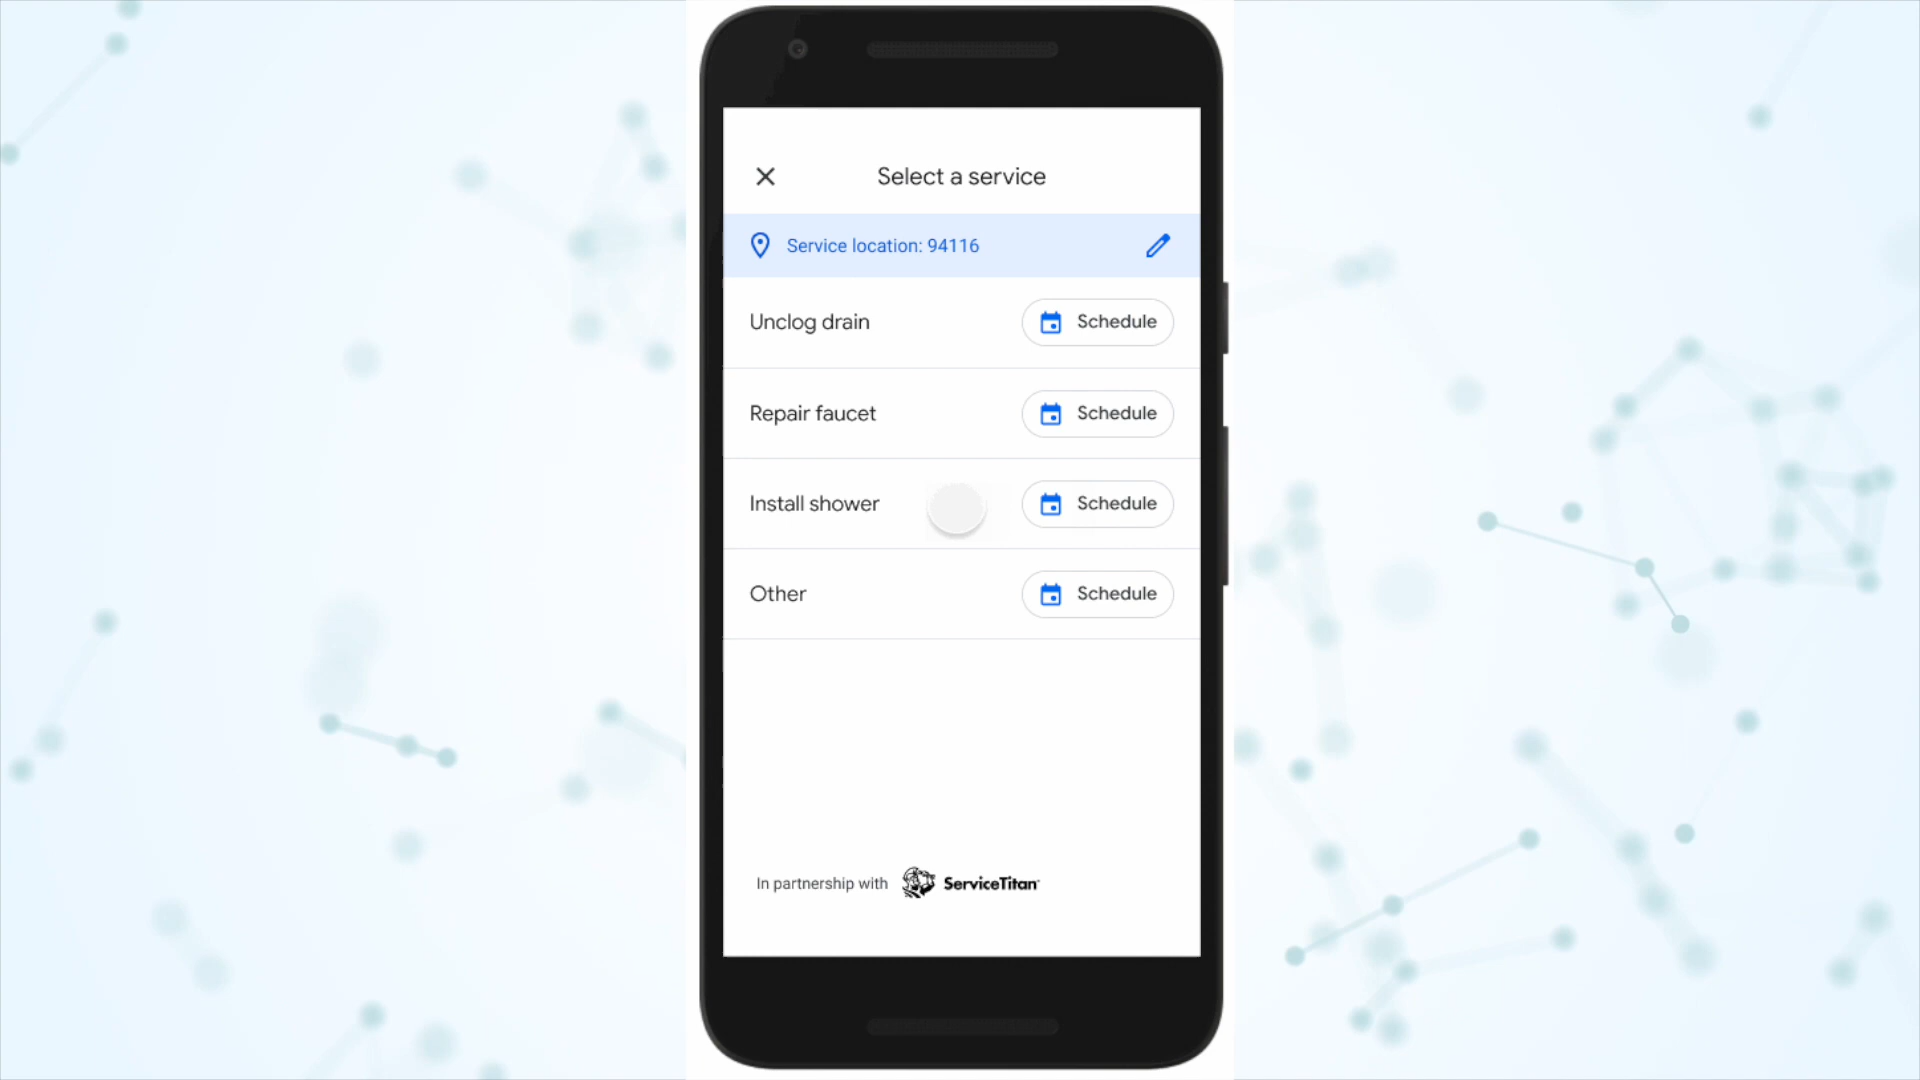 Select a service
Service location: 94116
Unclog drain
Schedule
Repair faucet
Schedule
Install shower
Schedule
Other
Schedule
In partnership with ServiceTitan